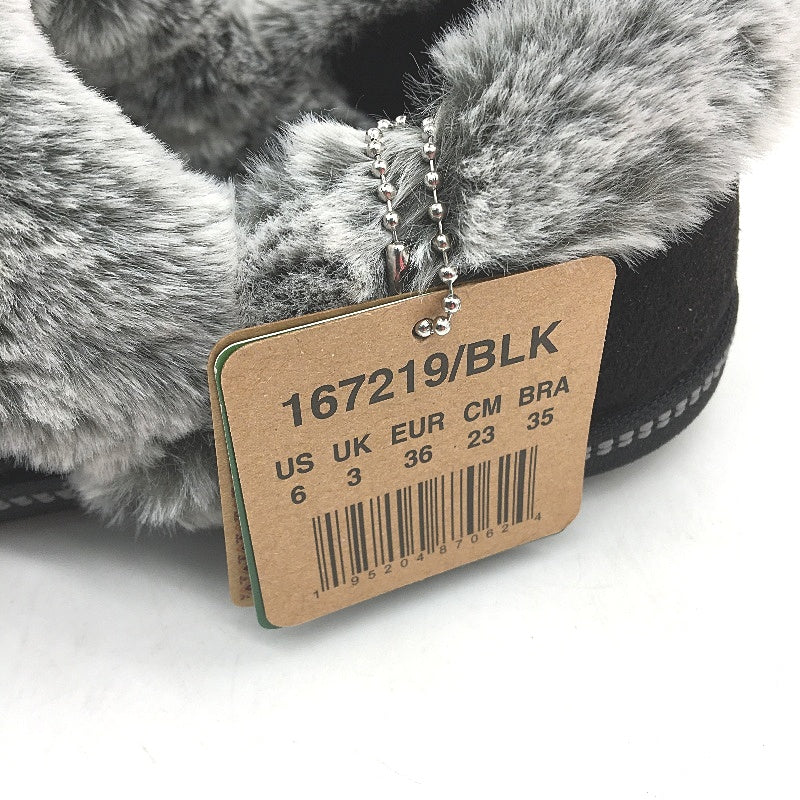 167219/BLK
US UK EUR CM BRA
6 3 36 23 35
1 95204 87062 4